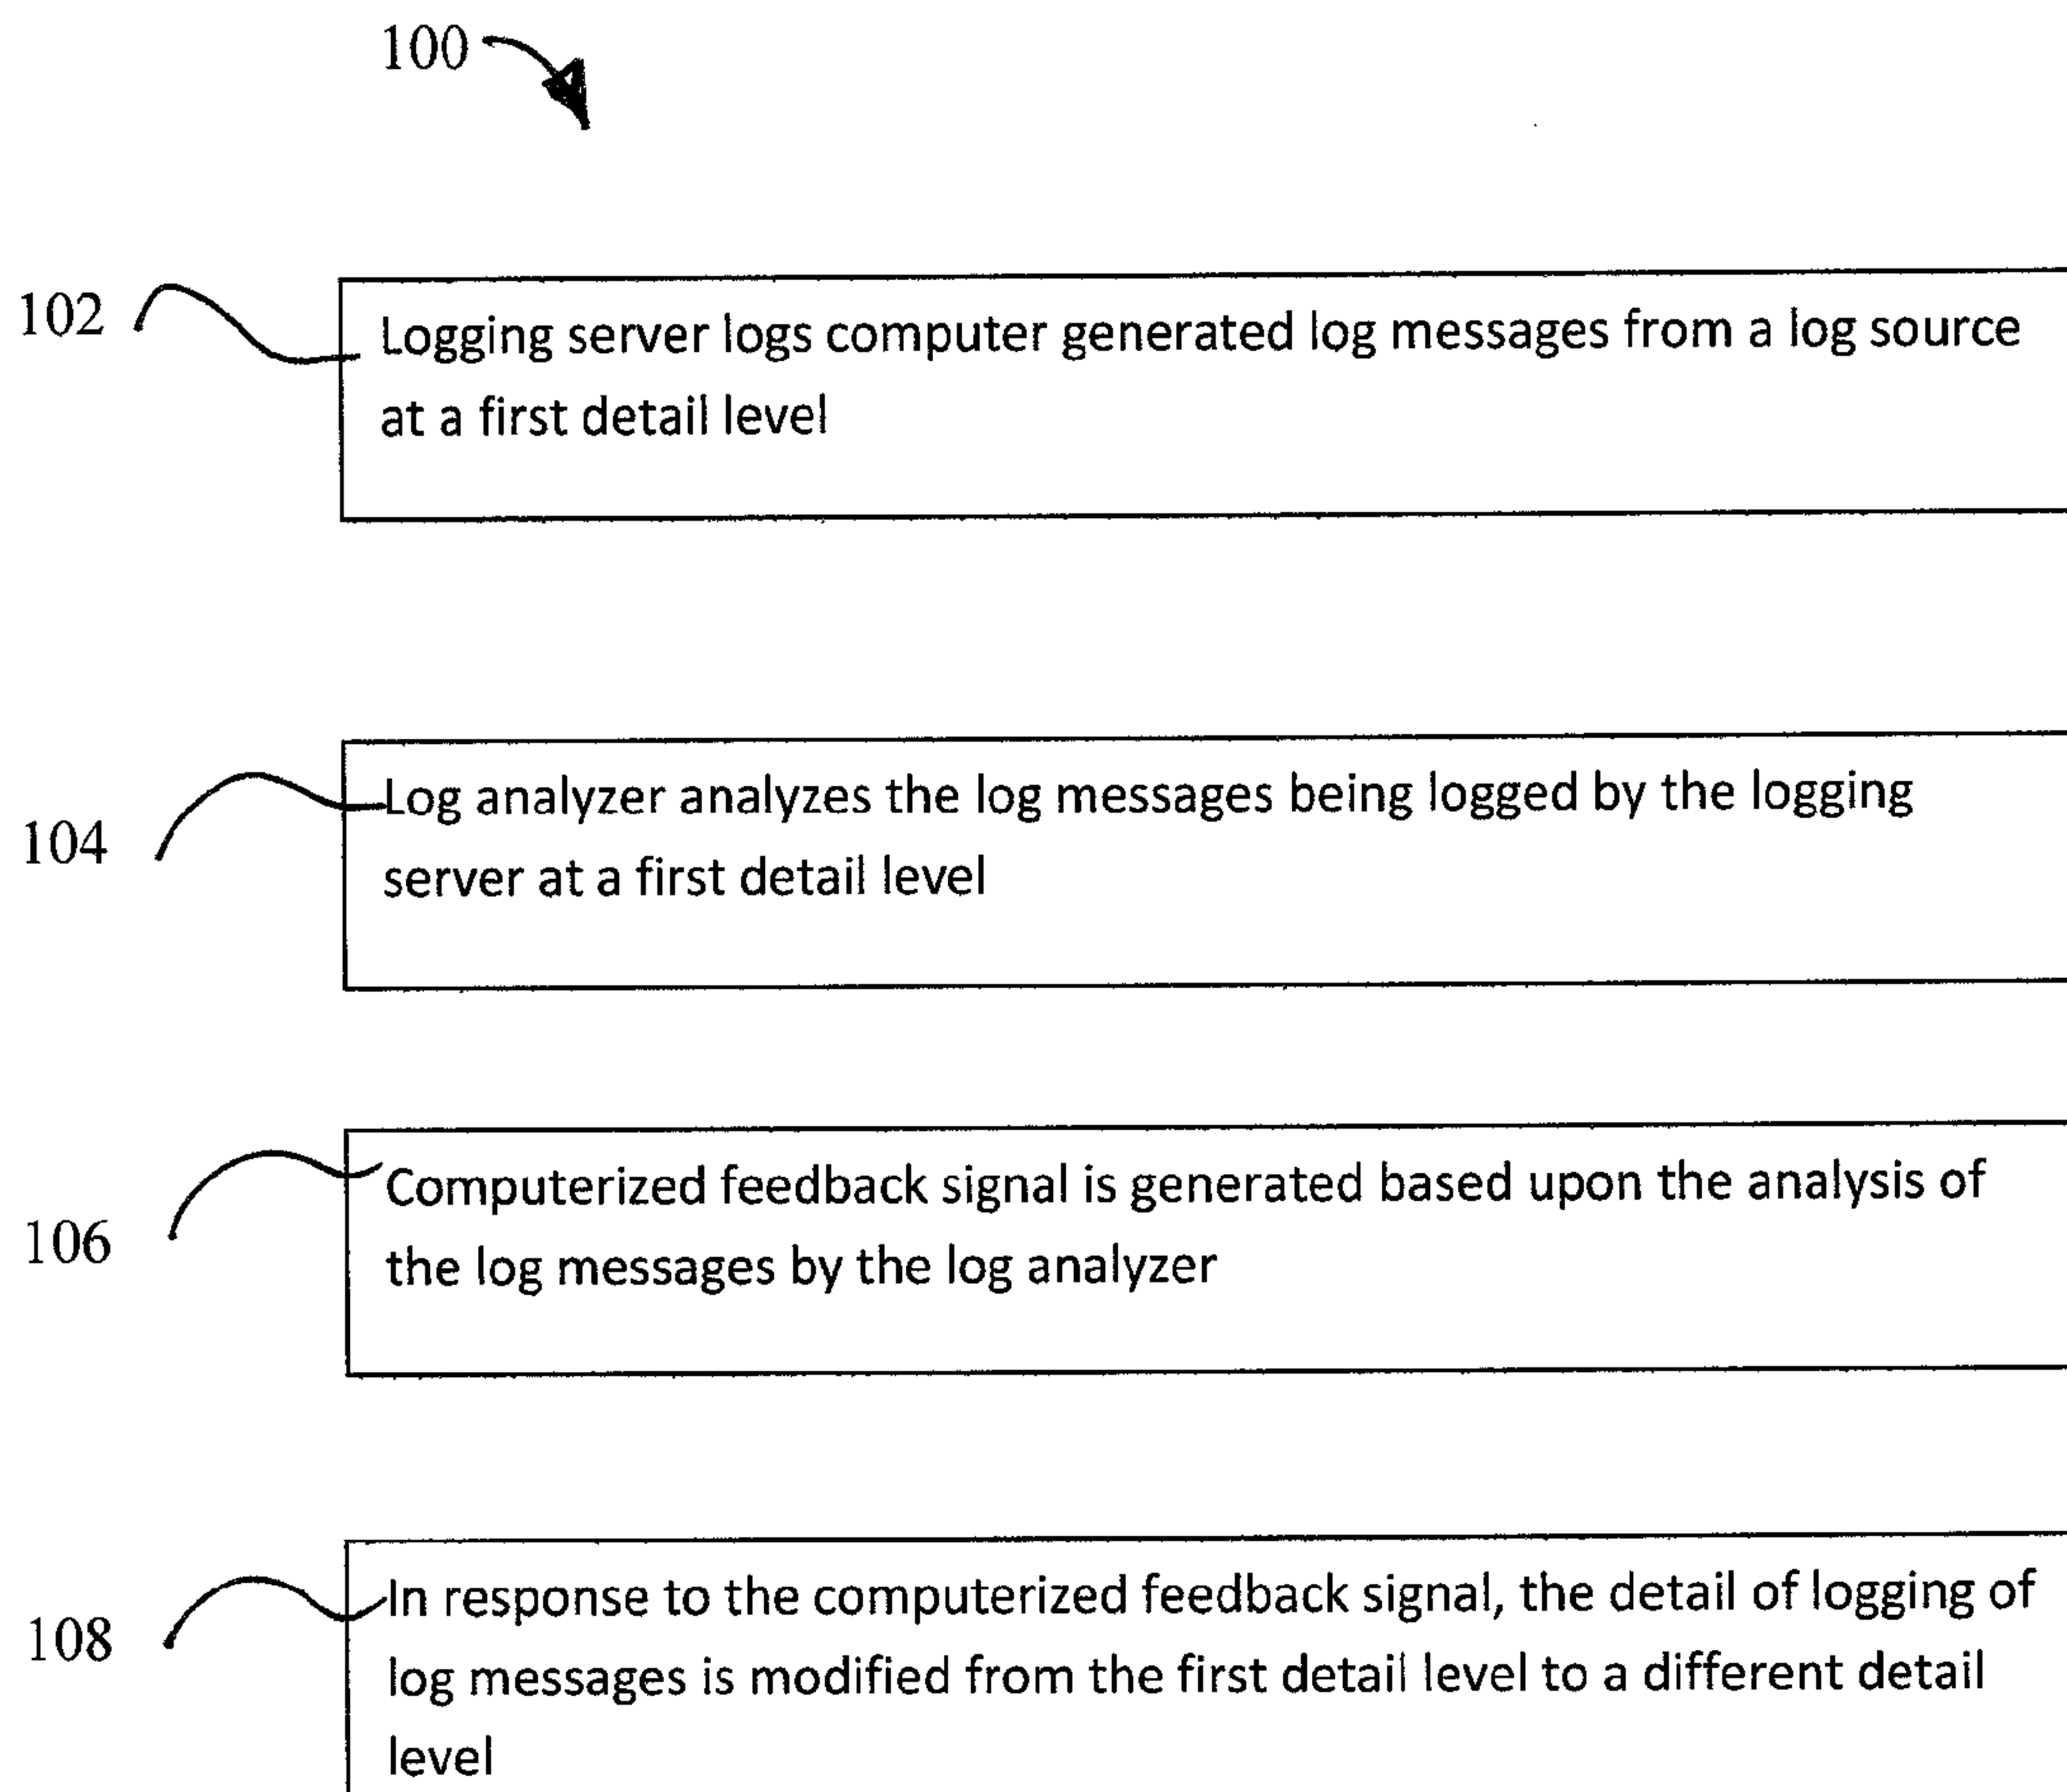 100
102
Logging server logs computer generated log messages from a log source
at a first detail level
104
Log analyzer analyzes the log messages being logged by the logging
server at a first detail level
106
Computerized feedback signal is generated based upon the analysis of
the log messages by the log analyzer
108
In response to the computerized feedback signal, the detail of logging of
log messages is modified from the first detail level to a different detail
level